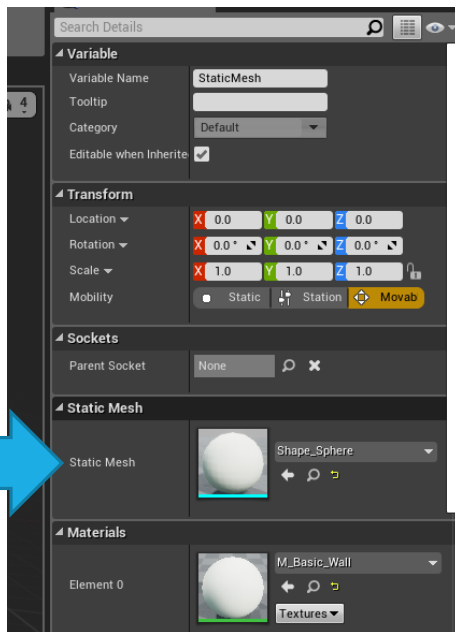 Search Details
Variable
Variable Name StaticMesh
Tooltip
Category Default
Editable when Inherite
4
Transform
Location X 0.0 Y 0.0 Z 0.0
Rotation X 0.0° Y 0.0° Z 0.0°
Scale X 1.0 Y 1.0 Z 1.0
Mobility Static Station Movab
Sockets
Parent Socket None
Static Mesh
Static Mesh Shape_Sphere
Materials
Element 0 M_Basic_Wall
Textures